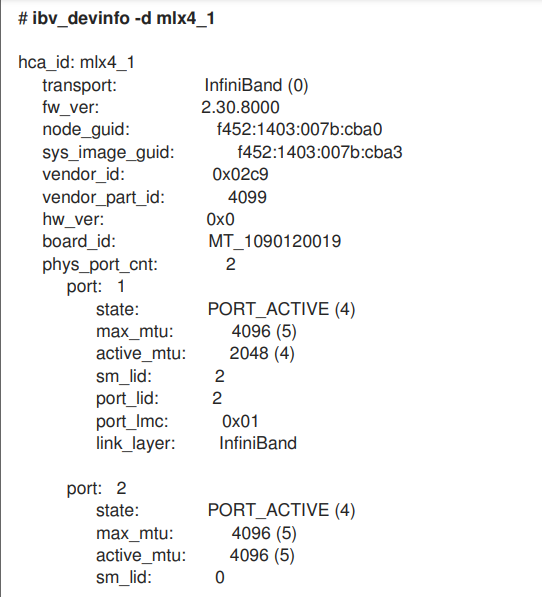 # ibv_devinfo -d mlx4_1
hca_id: mlx4_1
transport: InfiniBand (0)
fw_ver: 2.30.8000
node_guid: f452:1403:007b:cba0
sys_image_guid: f452:1403:007b:cba3
vendor_id: 0x02c9
vendor_part_id: 4099
hw_ver: 0x0
board_id: MT_1090120019
phys_port_cnt: 2
port: 1
state: PORT_ACTIVE (4)
max_mtu: 4096 (5)
active_mtu: 2048 (4)
sm_lid: 2
port_lid: 2
port_lmc: 0x01
link_layer: InfiniBand
port: 2
state: PORT_ACTIVE (4)
max_mtu: 4096 (5)
active_mtu: 4096 (5)
sm_lid: 0